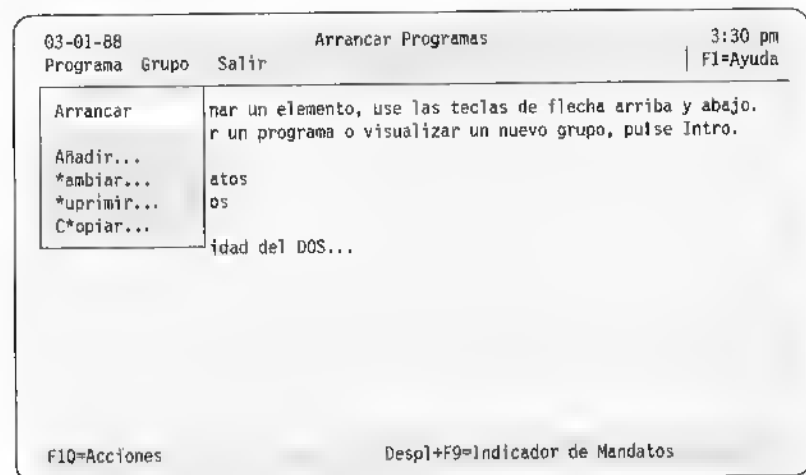 03-01-88 Arrancar Programas 3:30 pm
Programa Grupo Salir | F1=Ayuda
Arrancar nar un elemento, use las teclas de flecha arriba y abajo.
r un programa o visualizar un nuevo grupo, pulse Intro.
Añadir...
*ambiar... atos
*uprimir... os
C*opiar...
idad del DOS...
F10=Acciones Despl+F9=Indicador de Mandatos